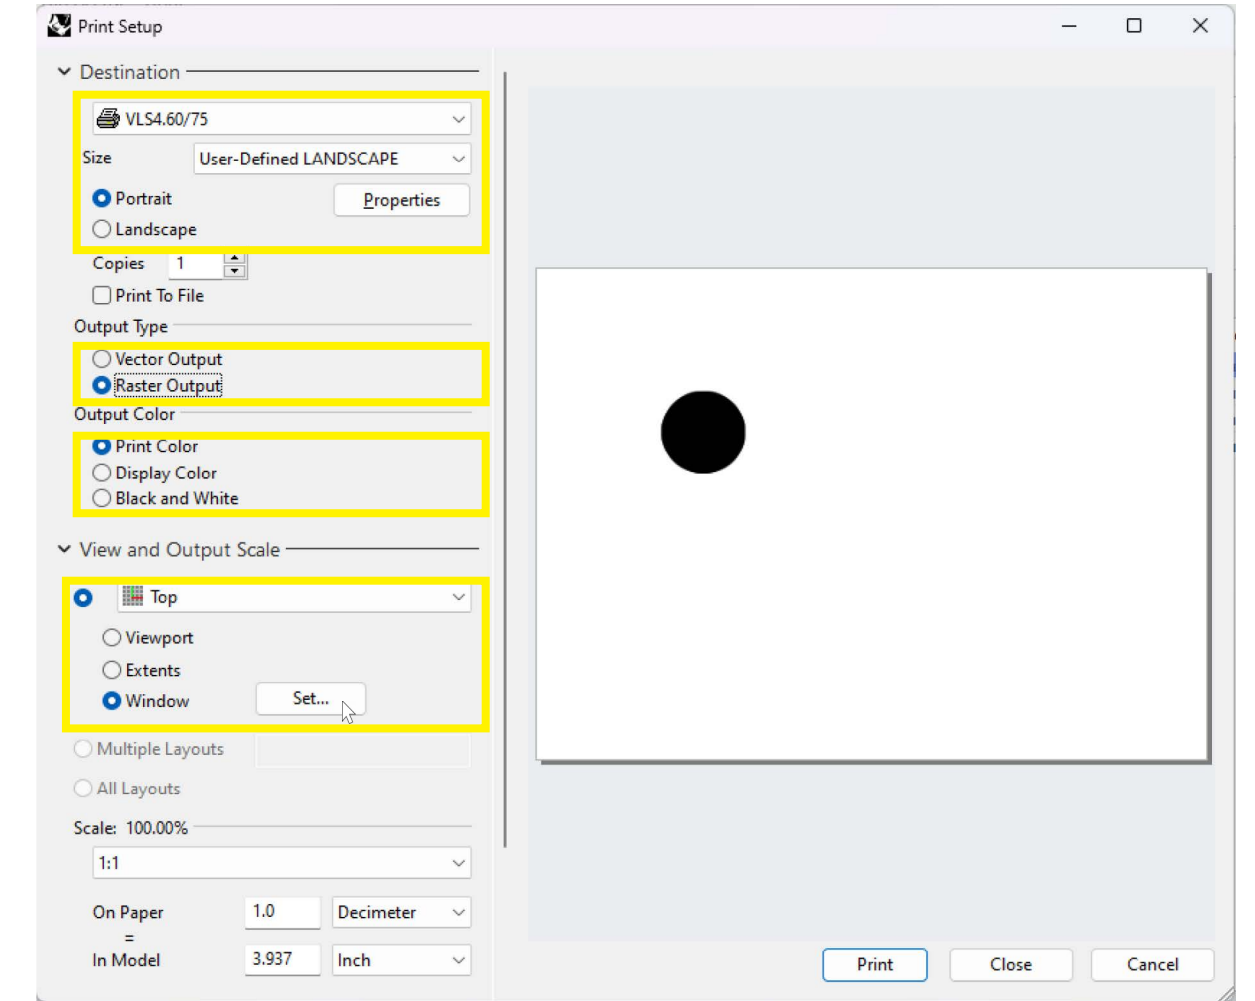 Print Setup
Destination
VLS4.60/75
Size User-Defined LANDSCAPE
Portrait Properties
Landscape
Copies 1
Print To File
Output Type
Vector Output
Raster Output
Output Color
Print Color
Display Color
Black and White
View and Output Scale
Top
Viewport
Extents
Window Set...
Multiple Layouts
All Layouts
Scale: 100.00%
1:1
On Paper 1.0 Decimeter
=
In Model 3.937 Inch
Print Close Cancel